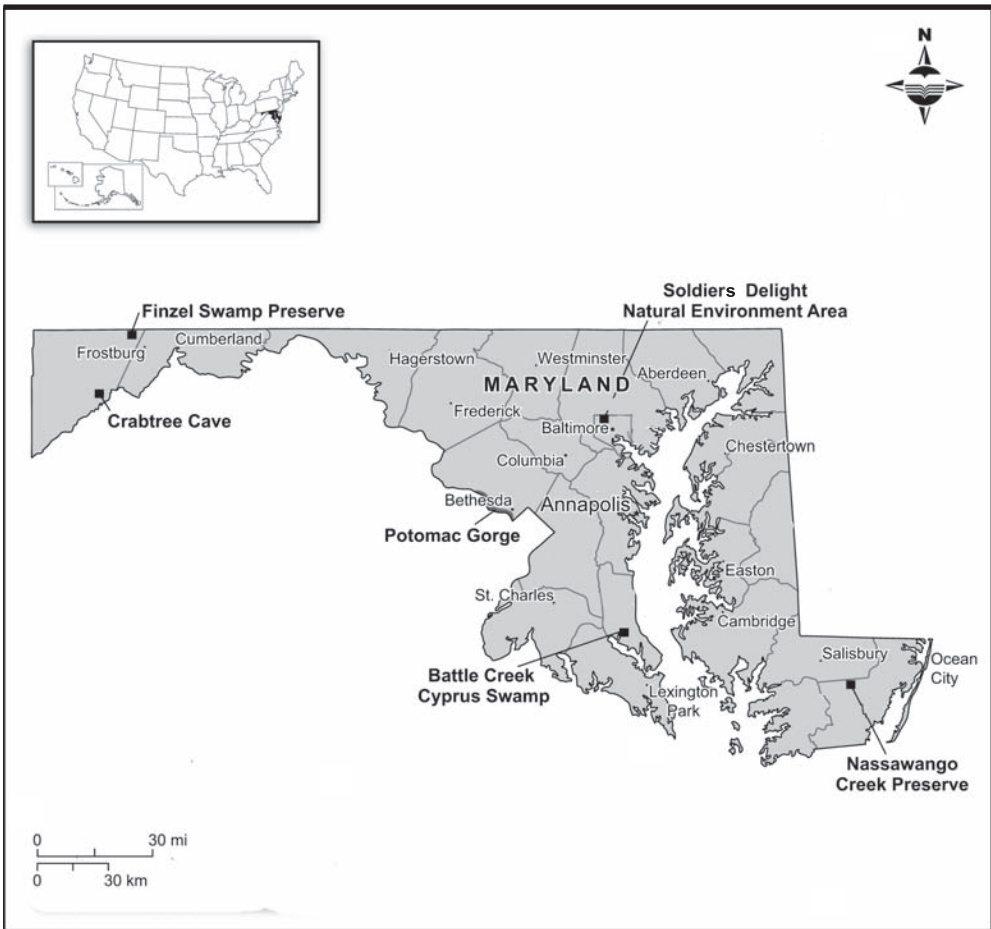 N
Finzel Swamp Preserve
Soldiers Delight
Natural Environment Area
Frostburg
Cumberland
Hagerstown
Westminster
Aberdeen
MARYLAND
Crabtree Cave
Frederick
Baltimore
Chestertown
Columbia
Bethesda
Annapolis
Potomac Gorge
Easton
St. Charles
Cambridge
Salisbury
Ocean
City
Battle Creek
Cyprus Swamp
Lexington
Park
Nassawango
Creek Preserve
0 30 mi
0 30 km